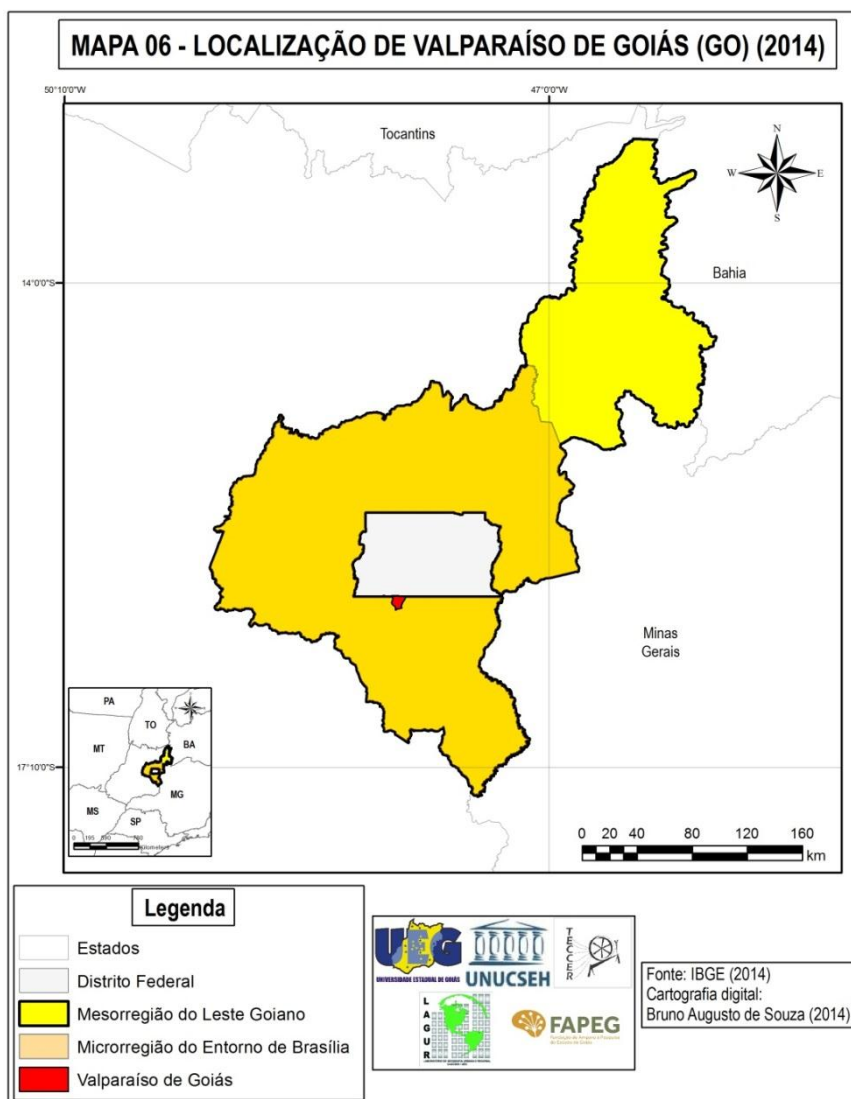 MAPA 06 - LOCALIZAÇÃO DE VALPARAÍSO DE GOIÁS (GO) (2014)
50°10'0"W
47°0'0"W
Tocantins
N
W
E
S
14°0'0"S
Bahia
Minas
Gerais
PA
TO
MT
BA
MG
MS
SP
17°10'0"S
0 20 40 80 120 160
km
Legenda
Estados
Distrito Federal
Mesorregião do Leste Goiano
Microrregião do Entorno de Brasília
Valparaíso de Goiás
UEG
UNIVERSIDADE ESTADUAL DE GOIÁS
UNUCSEH
TECCER
LAGUR
FAPEG
Fonte: IBGE (2014)
Cartografia digital:
Bruno Augusto de Souza (2014)